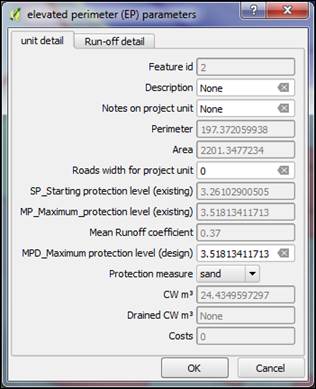 elevated perimeter (EP) parameters
unit detail Run-off detail
Feature id 2
Description None
Notes on project unit None
Perimeter 197.372059938
Area 2201.3477234
Roads width for project unit 0
SP_Starting protection level (existing) 3.26102900505
MP_Maximum_protection level (existing) 3.51813411713
Mean Runoff coefficient 0.37
MPD_Maximum protection level (design) 3.51813411713
Protection measure sand
CW m³ 24.4349597297
Drained CW m³ None
Costs 0
OK Cancel